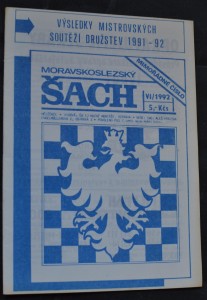 VÝSLEDKY MISTROVSKÝCH
SOUTĚŽÍ DRUŽSTEV 1991 - 92
MIMOŘÁDNÉ ČÍSLO
MORAVSKOSLEZSKÝ
ŠACH
VI/1992
5,-Kčs